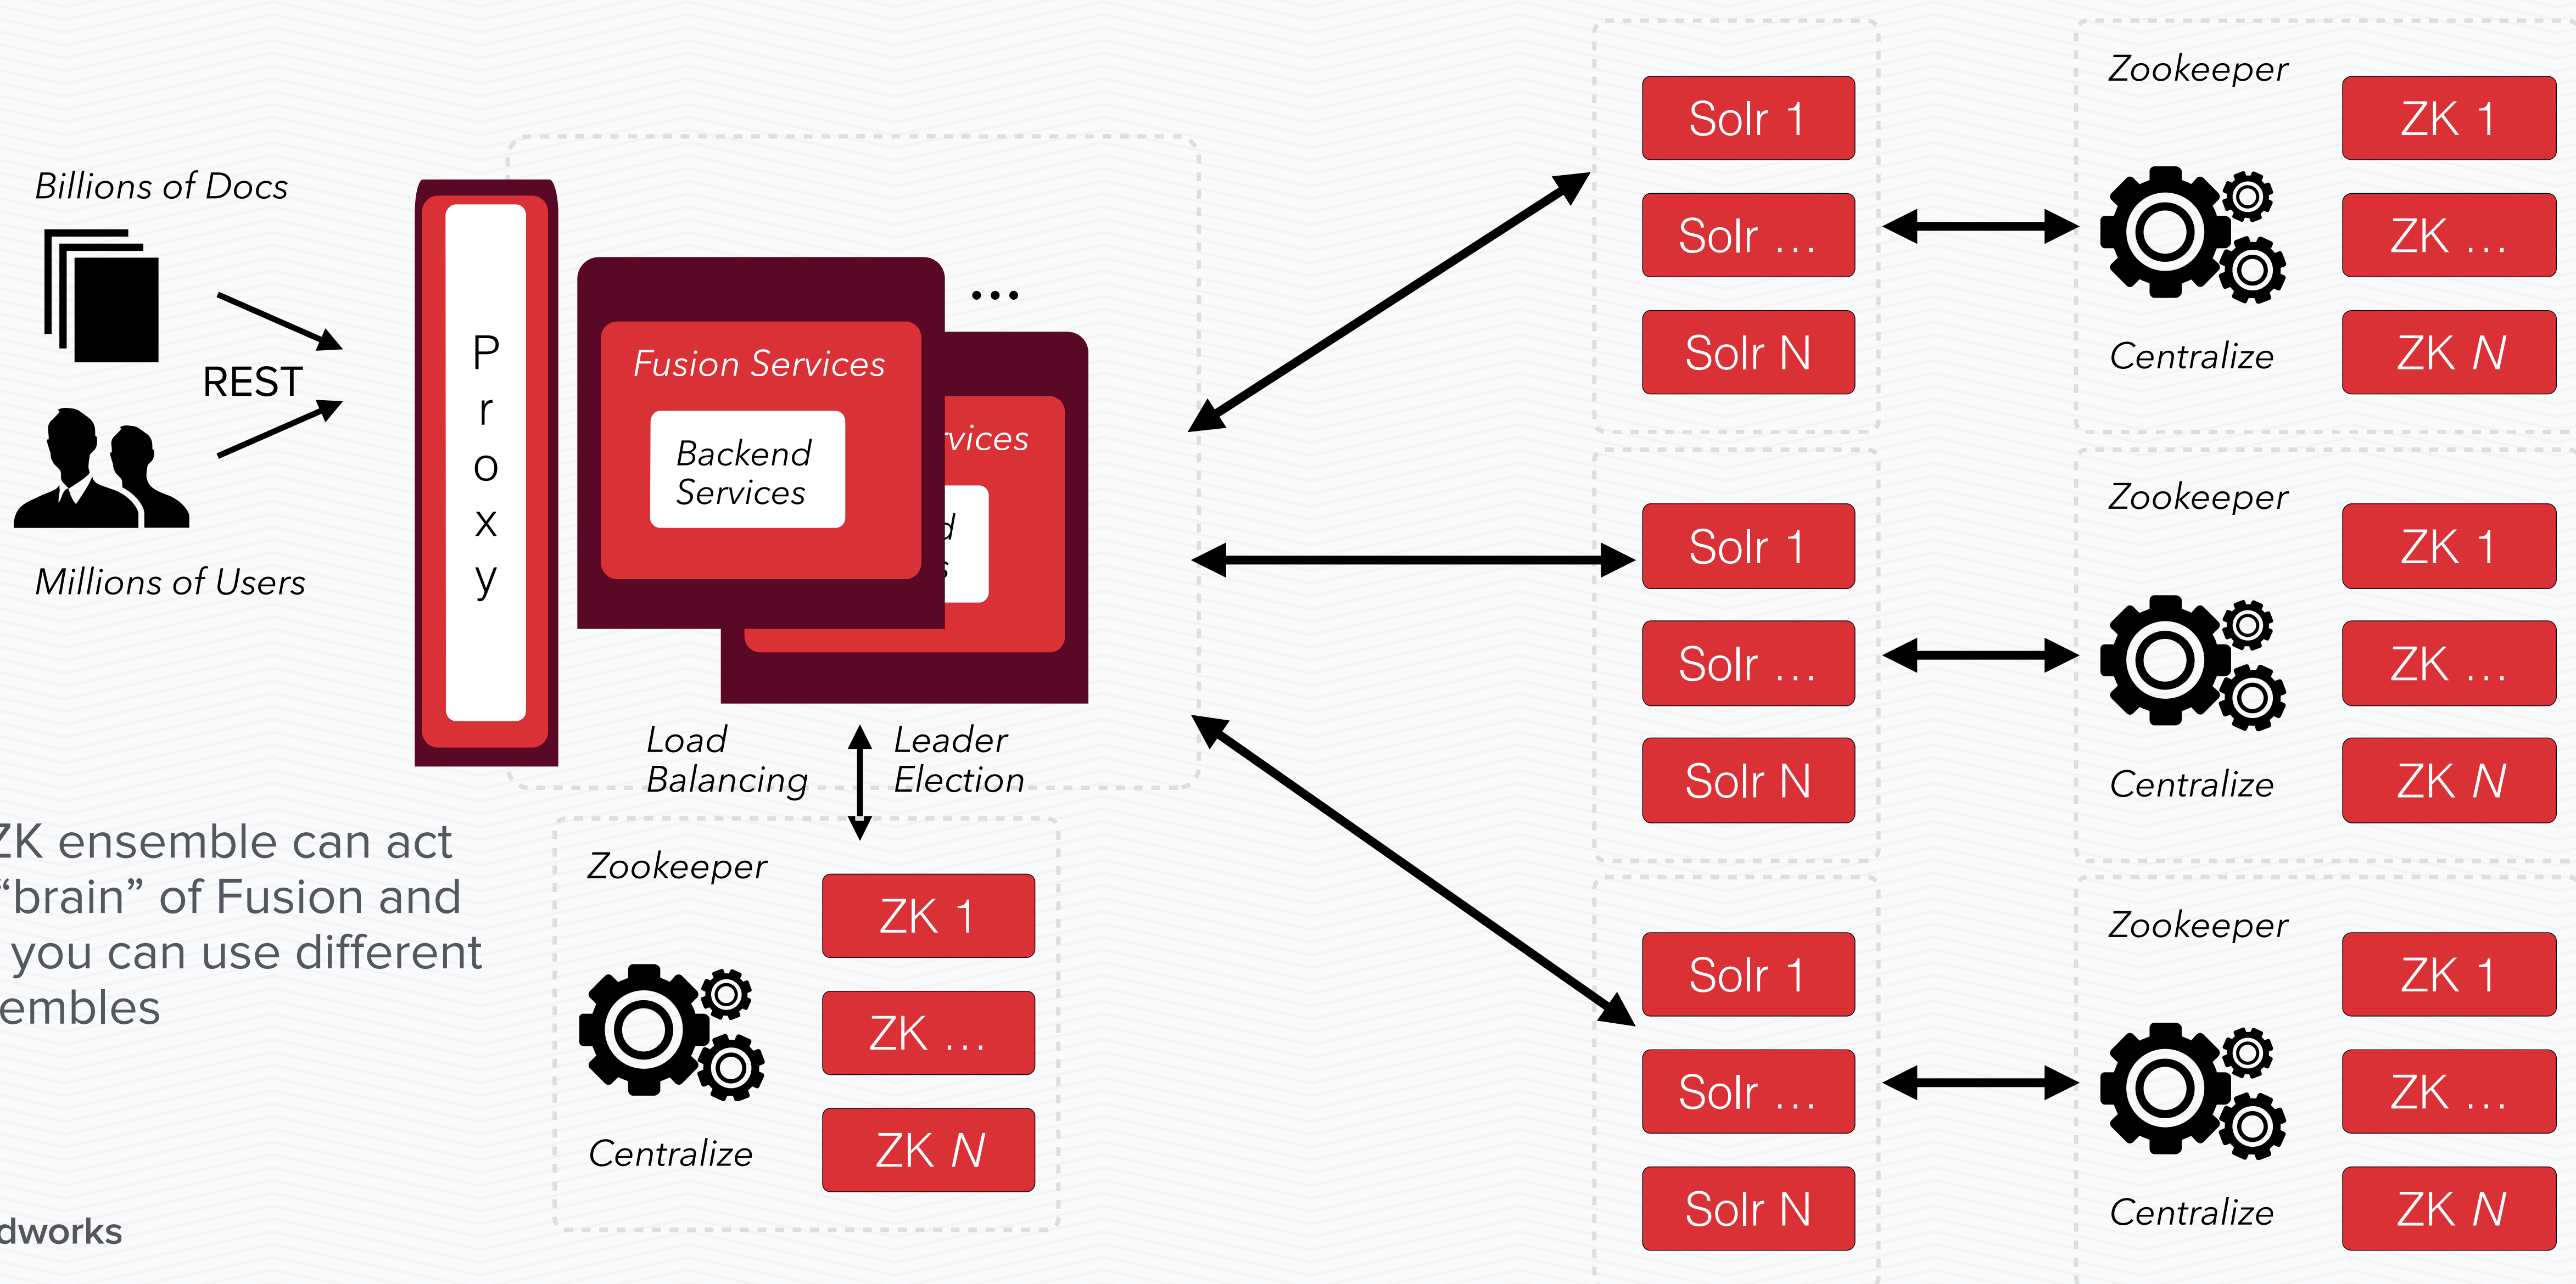 Billions of Docs
REST
Millions of Users
P
r
o
x
y
...
Fusion Services
Backend
Services
Load
Balancing
Leader
Election
ZK ensemble can act
“brain” of Fusion and
you can use different
Zookeeper
ZK 1
ZK ...
ZK N
Centralize
Solr 1
Solr ...
Solr N
Zookeeper
Centralize
ZK 1
ZK ...
ZK N
Solr 1
Solr ...
Solr N
Zookeeper
Centralize
ZK 1
ZK ...
ZK N
Solr 1
Solr ...
Solr N
Zookeeper
Centralize
ZK 1
ZK ...
ZK N